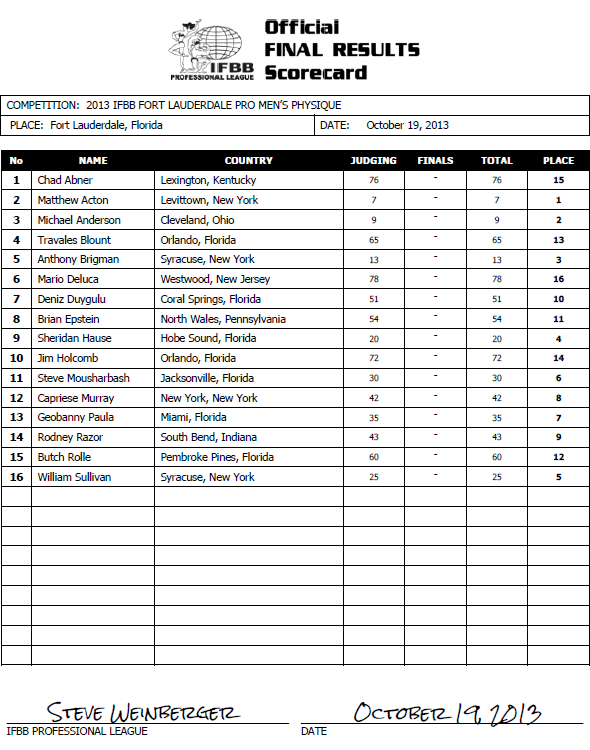 Official
FINAL RESULTS
Scorecard
IFBB
PROFESSIONAL LEAGUE
COMPETITION: 2013 IFBB FORT LAUDERDALE PRO MEN'S PHYSIQUE
PLACE: Fort Lauderdale, Florida DATE: October 19, 2013
No NAME COUNTRY JUDGING FINALS TOTAL PLACE
1 Chad Abner Lexington, Kentucky 76 - 76 15
2 Matthew Acton Levittown, New York 7 - 7 1
3 Michael Anderson Cleveland, Ohio 9 - 9 2
4 Travales Blount Orlando, Florida 65 - 65 13
5 Anthony Brigman Syracuse, New York 13 - 13 3
6 Mario Deluca Westwood, New Jersey 78 - 78 16
7 Deniz Duygulu Coral Springs, Florida 51 - 51 10
8 Brian Epstein North Wales, Pennsylvania 54 - 54 11
9 Sheridan Hause Hobe Sound, Florida 20 - 20 4
10 Jim Holcomb Orlando, Florida 72 - 72 14
11 Steve Mousharbash Jacksonville, Florida 30 - 30 6
12 Capriese Murray New York, New York 42 - 42 8
13 Geobanny Paula Miami, Florida 35 - 35 7
14 Rodney Razor South Bend, Indiana 43 - 43 9
15 Butch Rolle Pembroke Pines, Florida 60 - 60 12
16 William Sullivan Syracuse, New York 25 - 25 5
STEVE WEINBERGER OCTOBER 19, 2013
IFBB PROFESSIONAL LEAGUE DATE